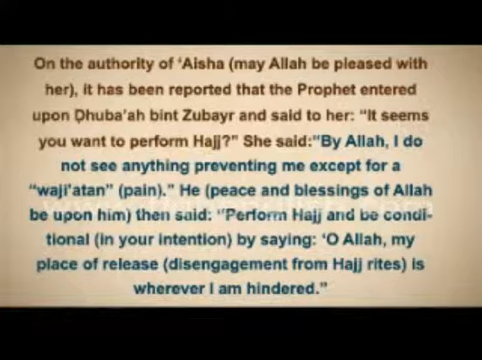 On the authority of ‘Aisha (may Allah be pleased with
her), it has been reported that the Prophet entered
upon Ḍhuba’ah bint Zubayr and said to her: “It seems
you want to perform Hajj?” She said:“By Allah, I do
not see anything preventing me except for a
“waji’atan” (pain).” He (peace and blessings of Allah
be upon him) then said: “Perform Hajj and be condi-
tional (in your intention) by saying: ‘O Allah, my
place of release (disengagement from Hajj rites) is
wherever I am hindered.”